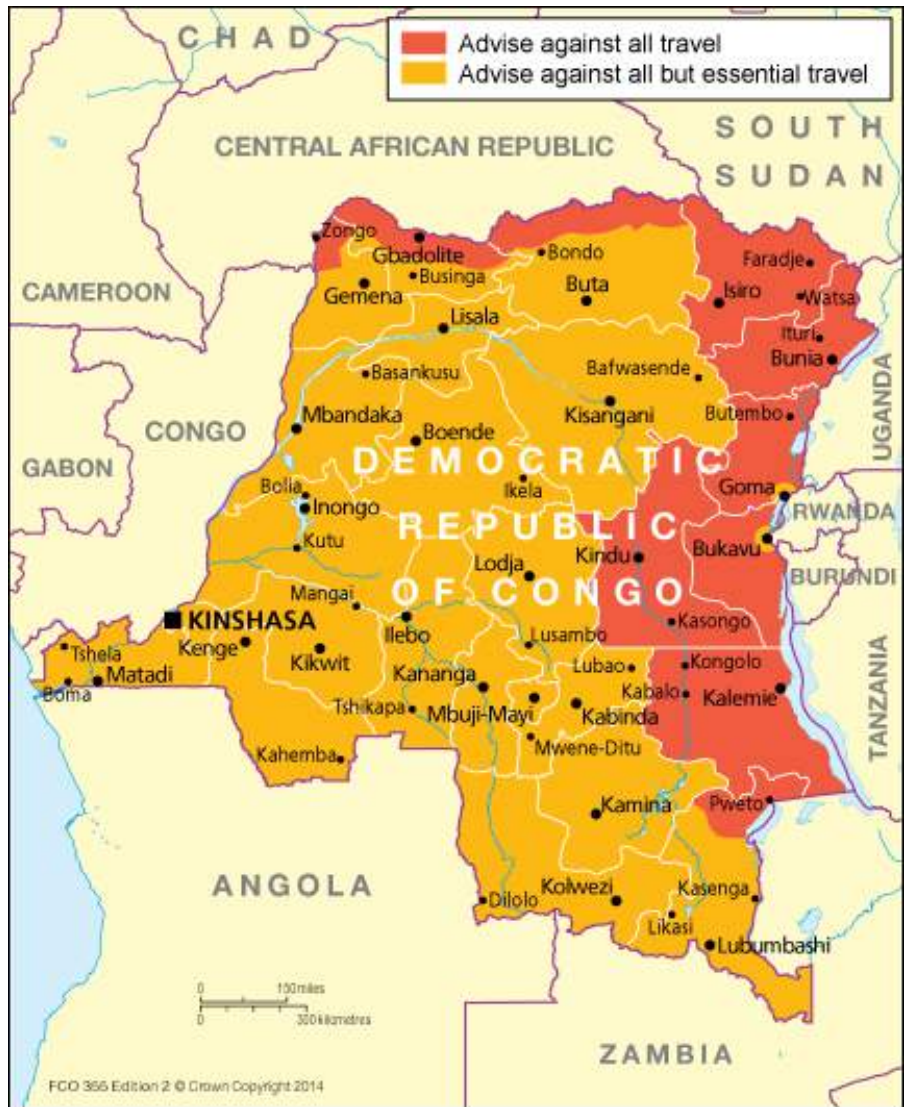 CHAD
Advise against all travel
Advise against all but essential travel
SOUTH
SUDAN
CENTRAL AFRICAN REPUBLIC
Zongo
Gbadolite
Bondo
Faradje
Businga
CAMEROON
Gemena
Buta
Isiro
Watsa
Lisala
Ituri
Bunia
Basankusu
Bafwasende
UGANDA
Mbandaka
Kisangani
Butembo
CONGO
Boende
GABON
DEMOCRATIC
Bolia
Ikela
Goma
Inongo
RWANDA
REPUBLIC
Kutu
Lodja
Kindu
Bukavu
BURUNDI
OF CONGO
Mangai
KINSHASA
Ilebo
Kasongo
Tshela
Kenge
Kikwit
Lusambo
Matadi
Lubao
Kongolo
Boma
Kananga
Kabalo
Kalemie
TANZANIA
Tshikapa
Mbuji-Mayi
Kabinda
Mwene-Ditu
Kahemba
Kamina
Pweto
ANGOLA
Dilolo
Kolwezi
Kasenga
Likasi
Lubumbashi
0 150 miles
0 300 kilometres
ZAMBIA
FCO 355 Edition 2 © Crown Copyright 2014